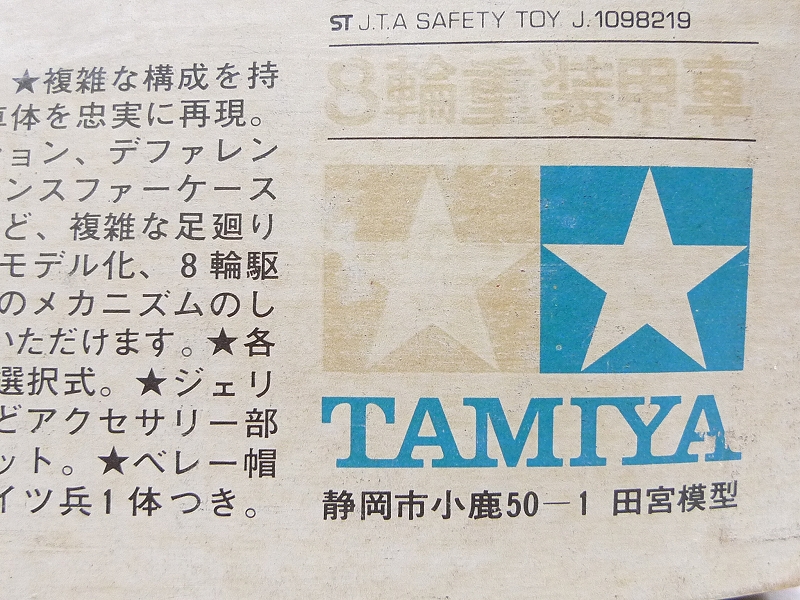 ST J.T.A SAFETY TOY J.1098219
8輪重装甲車
★複雑な構成を持
車体を忠実に再現。
ション、デファレン
ンスファーケース
ど、複雑な足廻り
モデル化、8輪駆
のメカニズムのし
いただけます。★各
選択式。★ジェリ
どアクセサリー部
ット。★ベレー帽
イツ兵1体つき。
TAMIYA
静岡市小鹿50−1 田宮模型